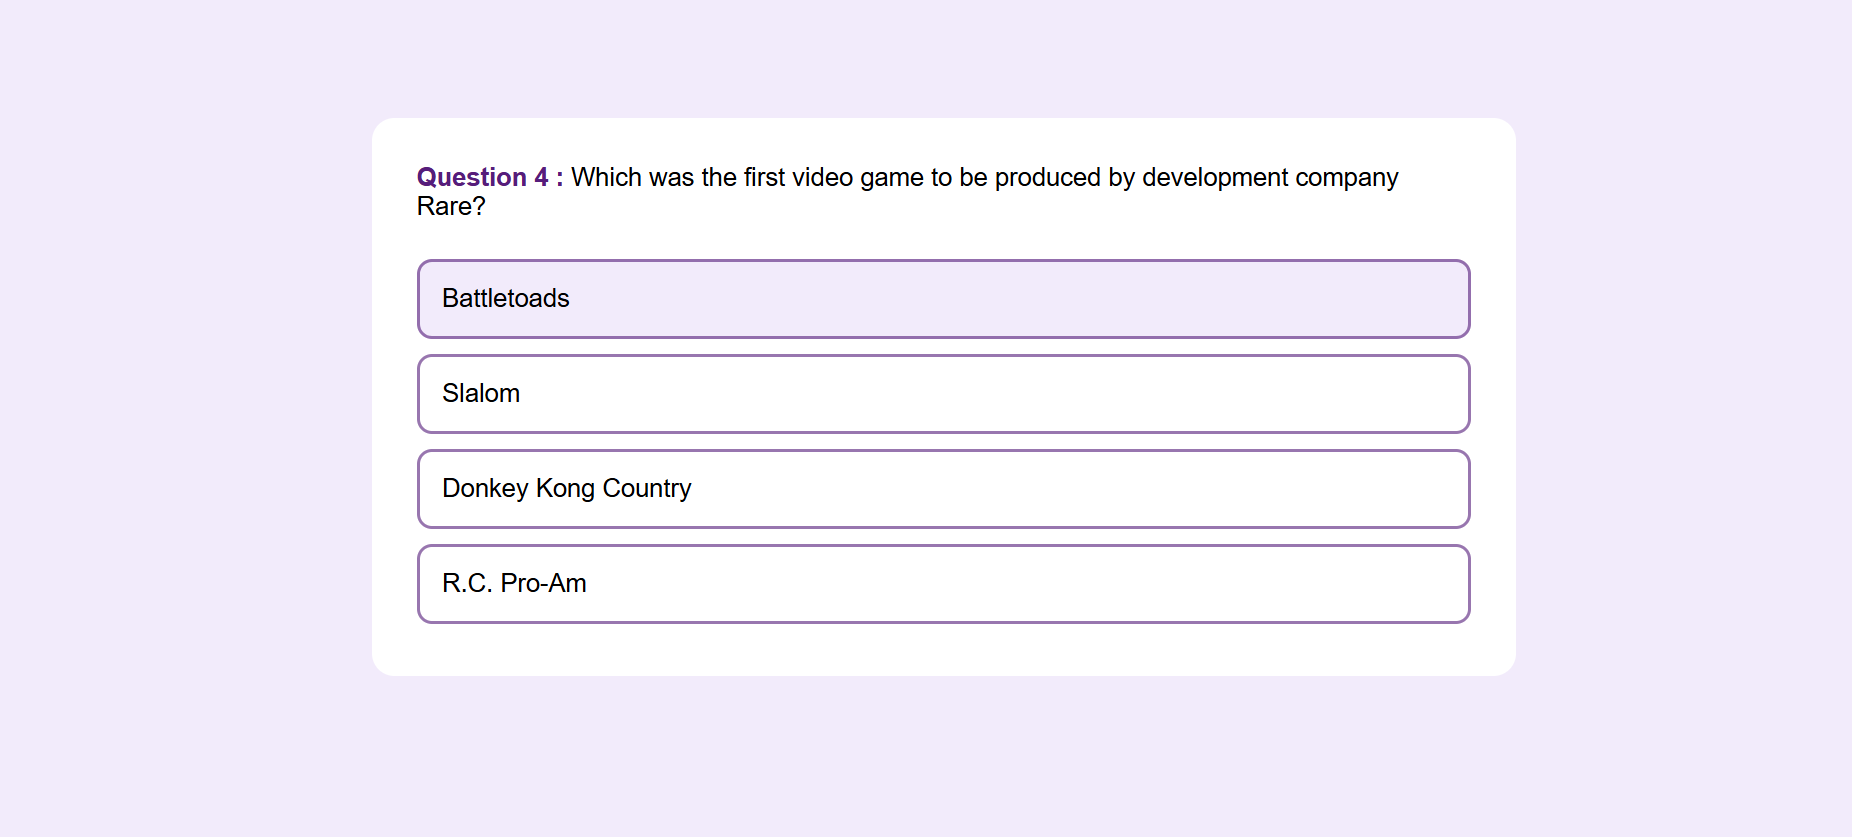 Question 4 : Which was the first video game to be produced by development company
Rare?
Battletoads
Slalom
Donkey Kong Country
R.C. Pro-Am